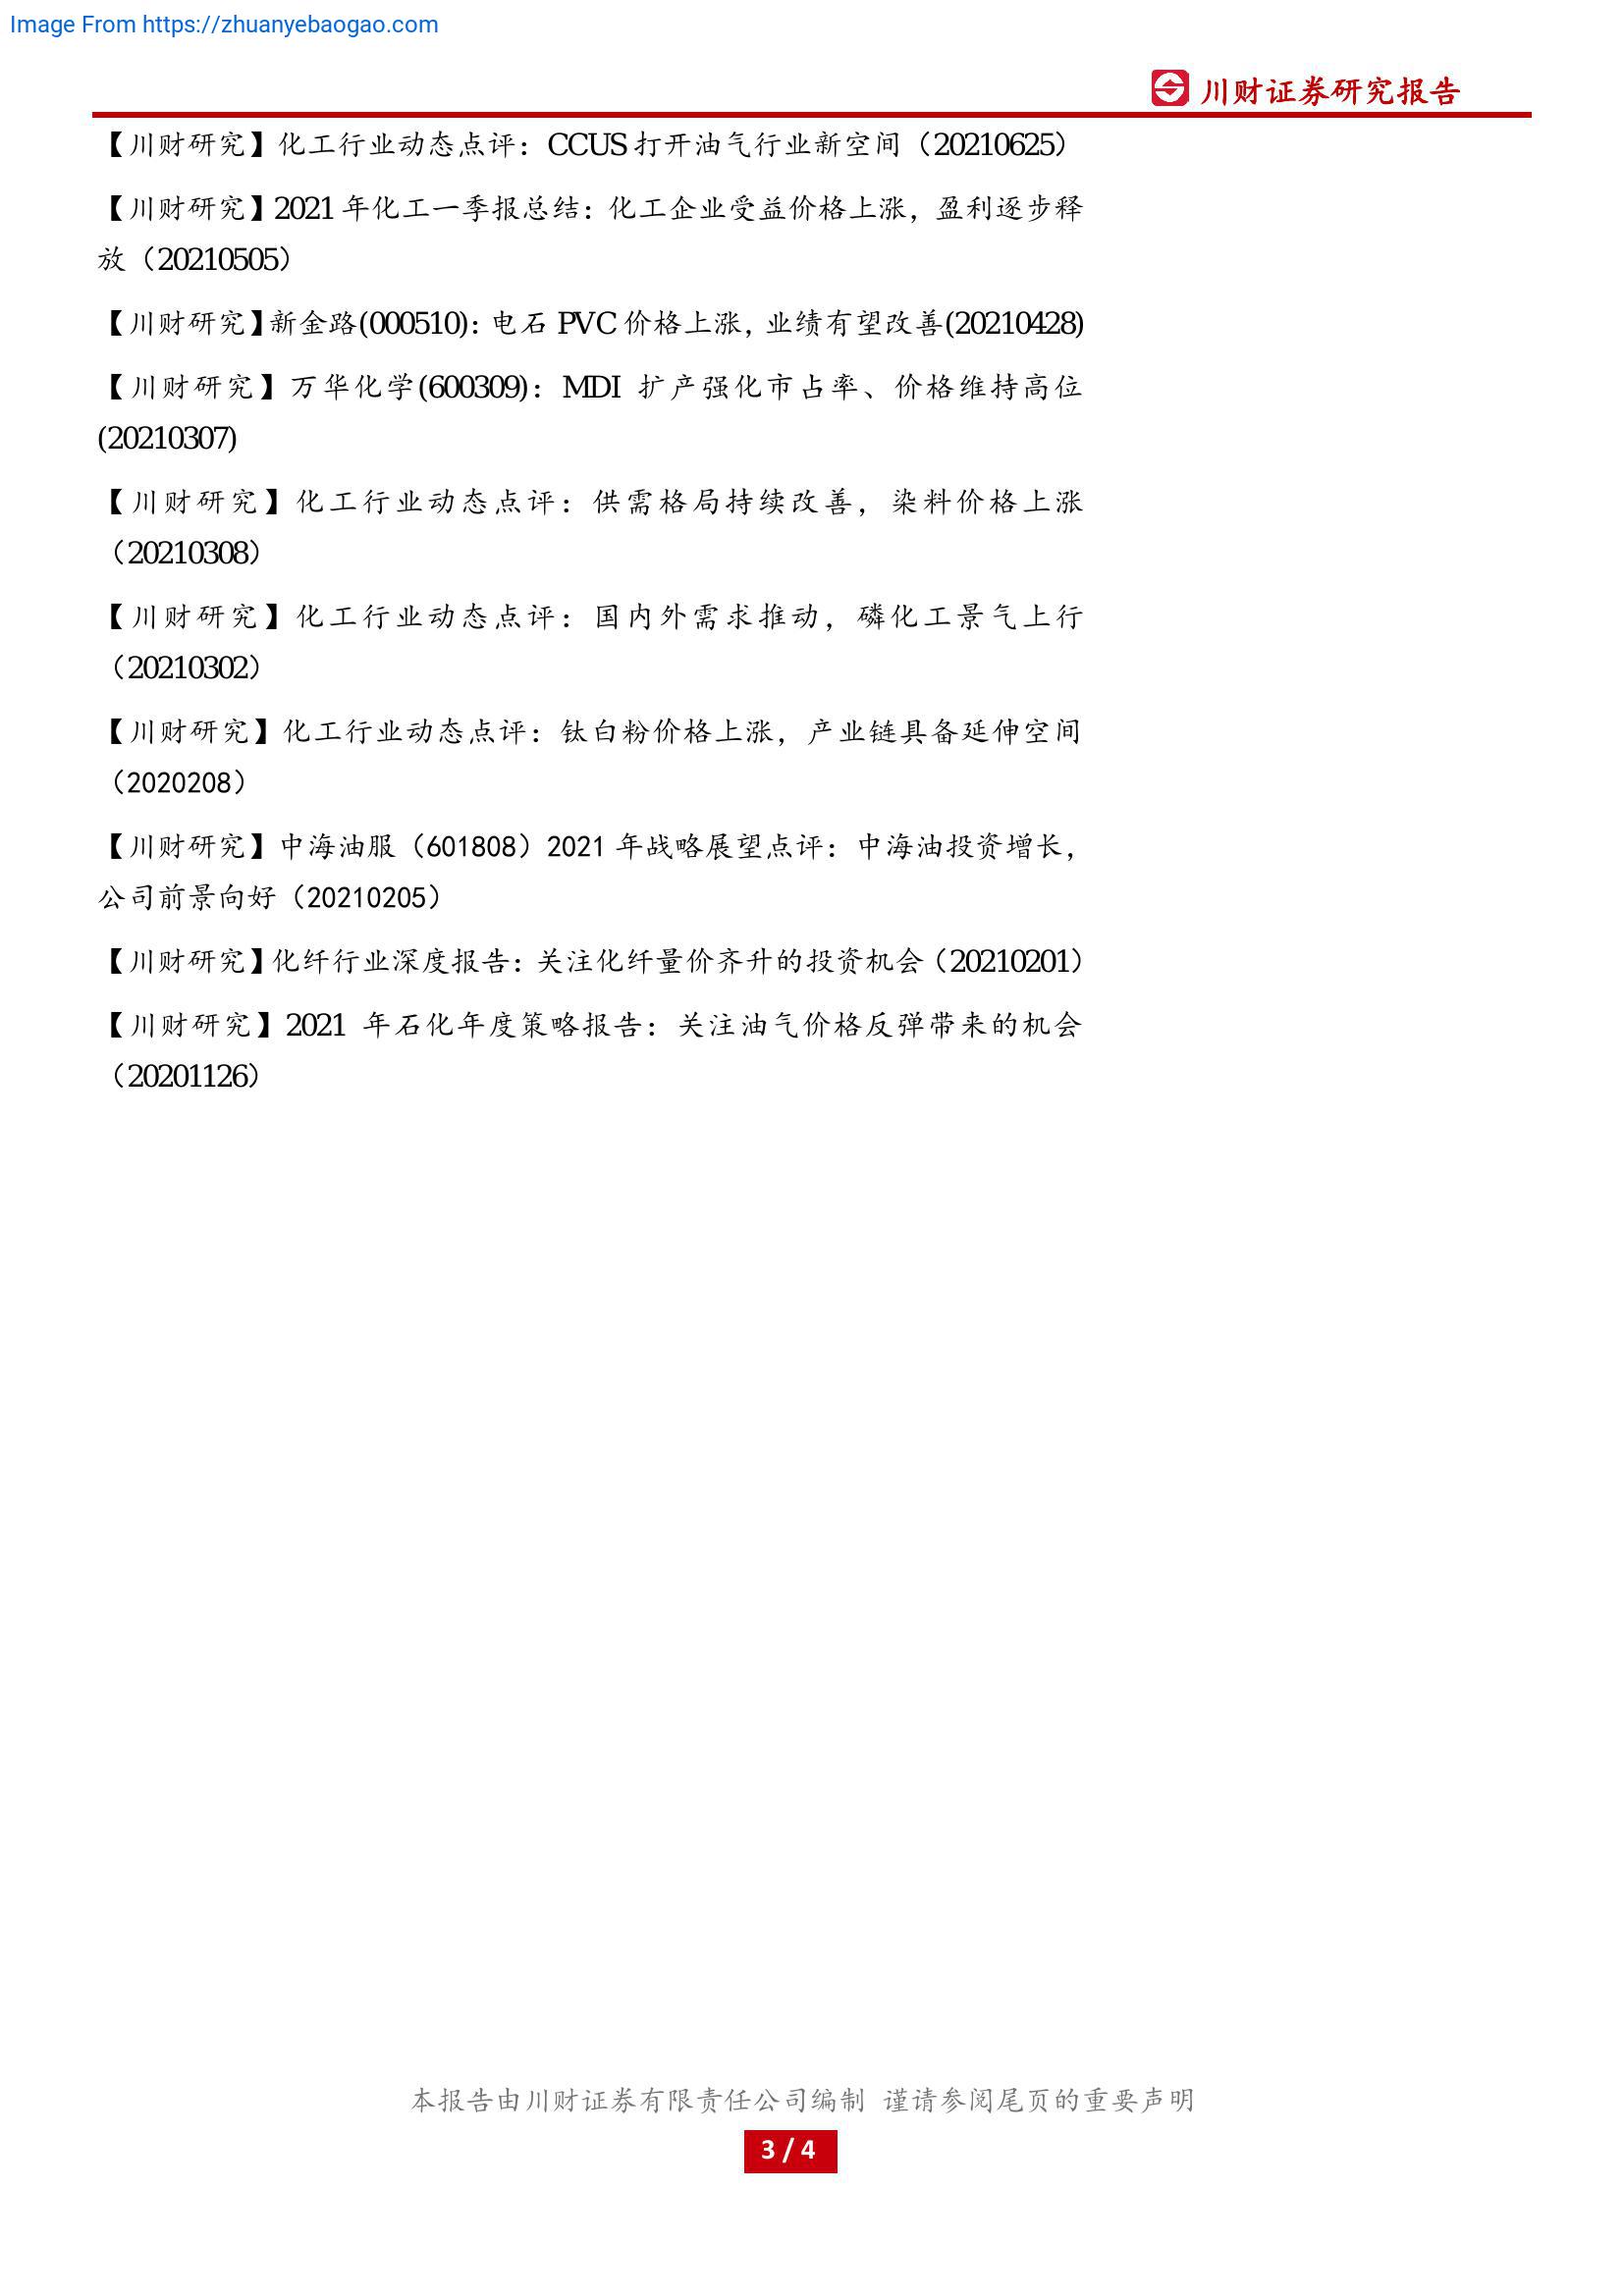 Image From https://zhuanyebaogao.com
川财证券研究报告
【川财研究】化工行业动态点评：CCUS打开油气行业新空间（20210625）
【川财研究】2021年化工一季报总结：化工企业受益价格上涨，盈利逐步释
放（20210505）
【川财研究】新金路(000510)：电石PVC价格上涨，业绩有望改善(20210428)
【川财研究】万华化学(600309)：MDI 扩产强化市占率、价格维持高位
(20210307)
【川财研究】化工行业动态点评：供需格局持续改善，染料价格上涨
（20210308）
【川财研究】化工行业动态点评：国内外需求推动，磷化工景气上行
（20210302）
【川财研究】化工行业动态点评：钛白粉价格上涨，产业链具备延伸空间
（2020208）
【川财研究】中海油服（601808）2021年战略展望点评：中海油投资增长，
公司前景向好（20210205）
【川财研究】化纤行业深度报告：关注化纤量价齐升的投资机会（20210201）
【川财研究】2021 年石化年度策略报告：关注油气价格反弹带来的机会
（20201126）
本报告由川财证券有限责任公司编制 谨请参阅尾页的重要声明
3 / 4